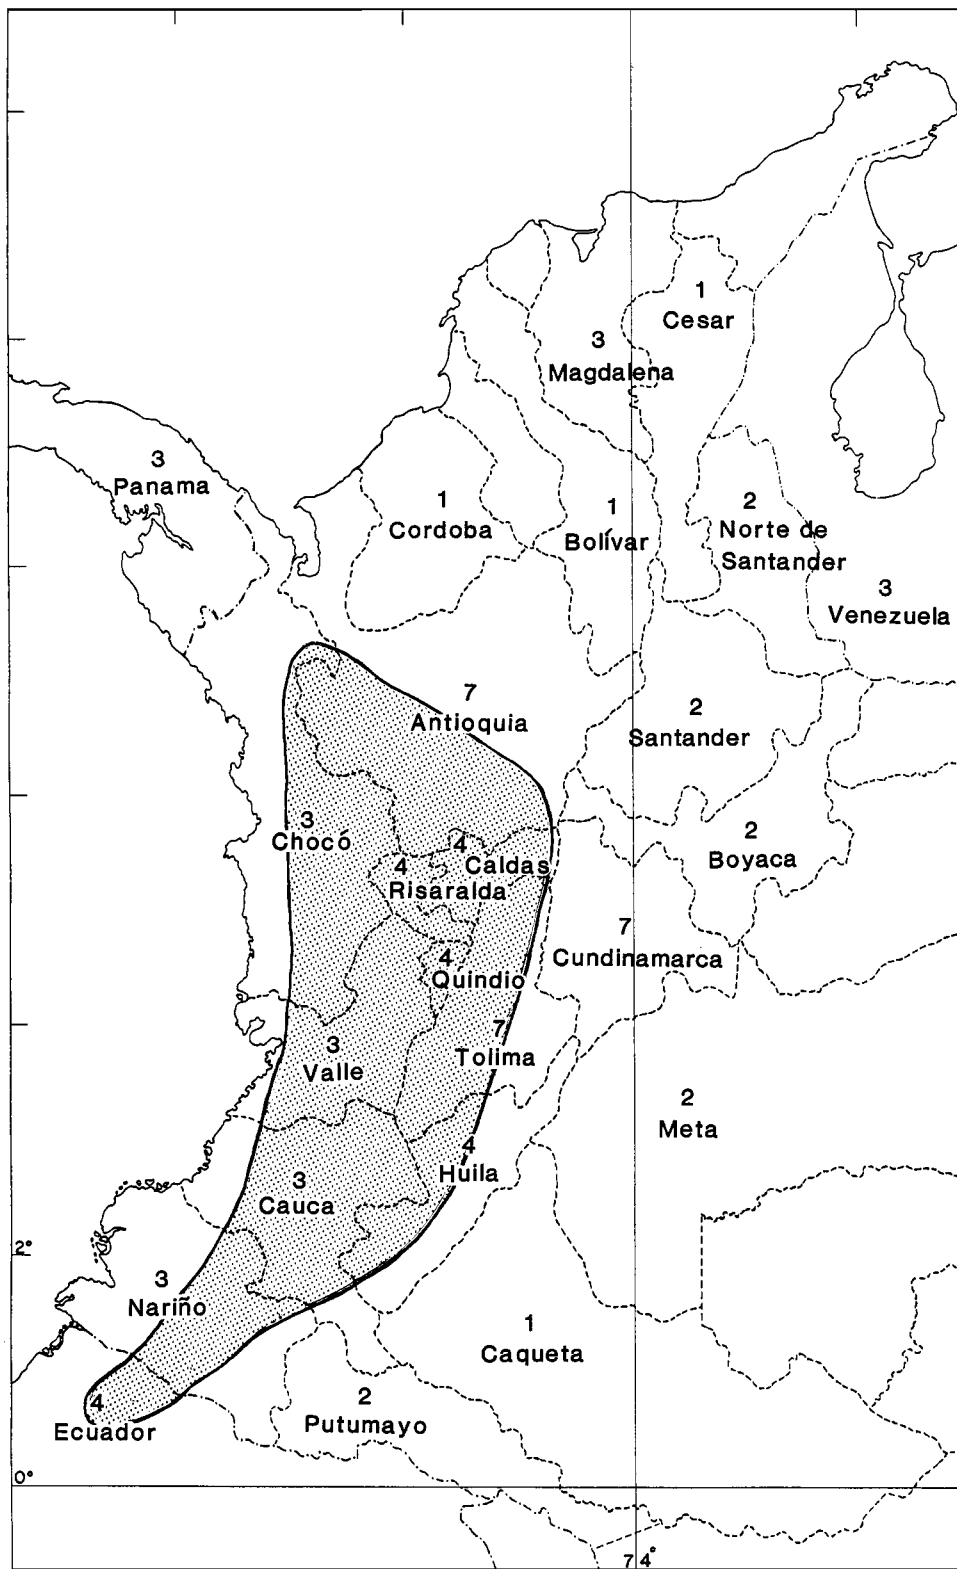 1
Cesar
3
Magdalena
3
Panama
1
Cordoba
1
Bolívar
2
Norte de
Santander
3
Venezuela
7
Antioquia
2
Santander
3
Chocó
4
Caldas
4
Risaralda
2
Boyaca
7
Cundinamarca
4
Quindio
7
Tolima
3
Valle
2
Meta
4
Huila
3
Cauca
2°
3
Nariño
1
Caqueta
2
Putumayo
4
Ecuador
0°
74°